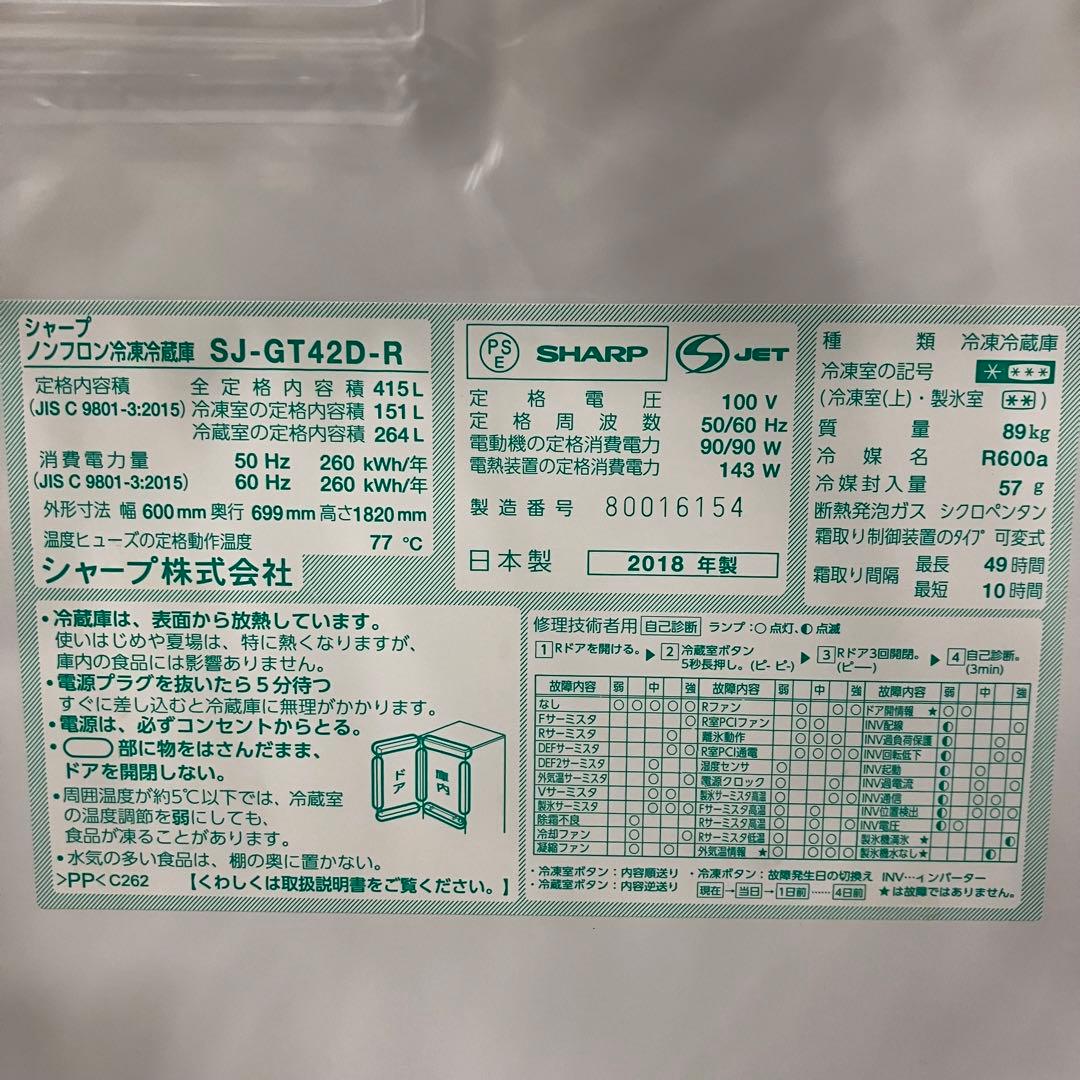 シャープ
ノンフロン冷凍冷蔵庫 SJ-GT42D-R
定格内容積 全定格内容積 415L
(JIS C 9801-3:2015) 冷凍室の定格内容積 151L
冷蔵室の定格内容積 264L
消費電力量 50 Hz 260 kWh/年
(JIS C 9801-3:2015) 60 Hz 260 kWh/年
外形寸法 幅 600mm 奥行 699mm 高さ1820mm
温度ヒューズの定格動作温度 77 ℃
シャープ株式会社
PSE SHARP JET
定格電圧 100 V
定格周波数 50/60 Hz
電動機の定格消費電力 90/90 W
電熱装置の定格消費電力 143 W
製造番号 80016154
日本製 2018 年製
種類 冷凍冷蔵庫
冷凍室の記号 * ***
(冷凍室(上)・製氷室 **)
質量 89kg
冷媒名 R600a
冷媒封入量 57 g
断熱発泡ガス シクロペンタン
霜取り制御装置のタイプ 可変式
霜取り間隔 最長 49時間
最短 10時間
・冷蔵庫は、表面から放熱しています。
使いはじめや夏場は、特に熱くなりますが、
庫内の食品には影響ありません。
・電源プラグを抜いたら5分待つ
すぐに差し込むと冷蔵庫に無理がかかります。
・電源は、必ずコンセントからとる。
・部に物をはさんだまま、
ドアを開閉しない。
・周囲温度が約5℃以下では、冷蔵室
の温度調節を弱にしても、
食品が凍ることがあります。
・水気の多い食品は、棚の奥に置かない。
>PP< C262 【くわしくは取扱説明書をご覧ください。】
ドア 庫内
修理技術者用 自己診断 ランプ:○点灯、◐点滅
1 Rドアを開ける。▶ 2 冷蔵室ボタン 5秒長押し。(ピー ピー) ▶ 3 Rドア3回開閉。(ピー) ▶ 4 自己診断。(3min)
故障内容 弱 中 強 故障内容 弱 中 強 故障内容 弱 中 強
なし ○ ○ ○ ○ ○ Rファン ドア開情報 ★
Fサーミスタ R室PCIファン INV配線
Rサーミスタ 離氷動作 INV過負荷保護
DEFサーミスタ R室PCI通電 INV回転低下
DEF2サーミスタ 湿度センサ INV起動
外気温サーミスタ 電源クロック INV過電流
Vサーミスタ 製氷サーミスタ高温 INV通信
製氷サーミスタ Fサーミスタ高温 INV位置検出
除霜不良 Rサーミスタ高温 INV電圧
冷却ファン Rサーミスタ低温 製氷機満氷 ★
凝縮ファン 外気温情報 ★ 製氷機水なし★
・冷凍室ボタン:内容順送り ・冷凍ボタン:故障発生日の切換え INV…インバーター
・冷蔵室ボタン:内容逆送り 現在→当日→1日前……4日前 ★は故障ではありません。